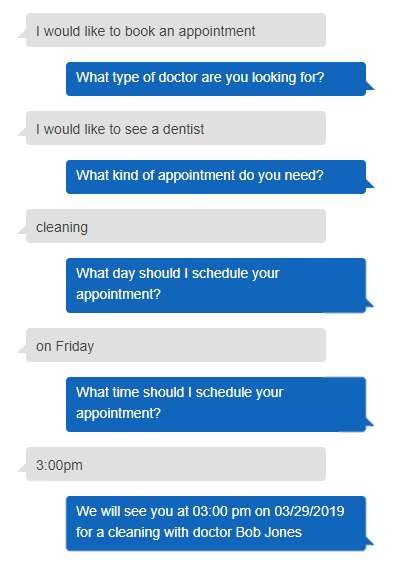 I would like to book an appointment
What type of doctor are you looking for?
I would like to see a dentist
What kind of appointment do you need?
cleaning
What day should I schedule your
appointment?
on Friday
What time should I schedule your
appointment?
3:00pm
We will see you at 03:00 pm on 03/29/2019
for a cleaning with doctor Bob Jones